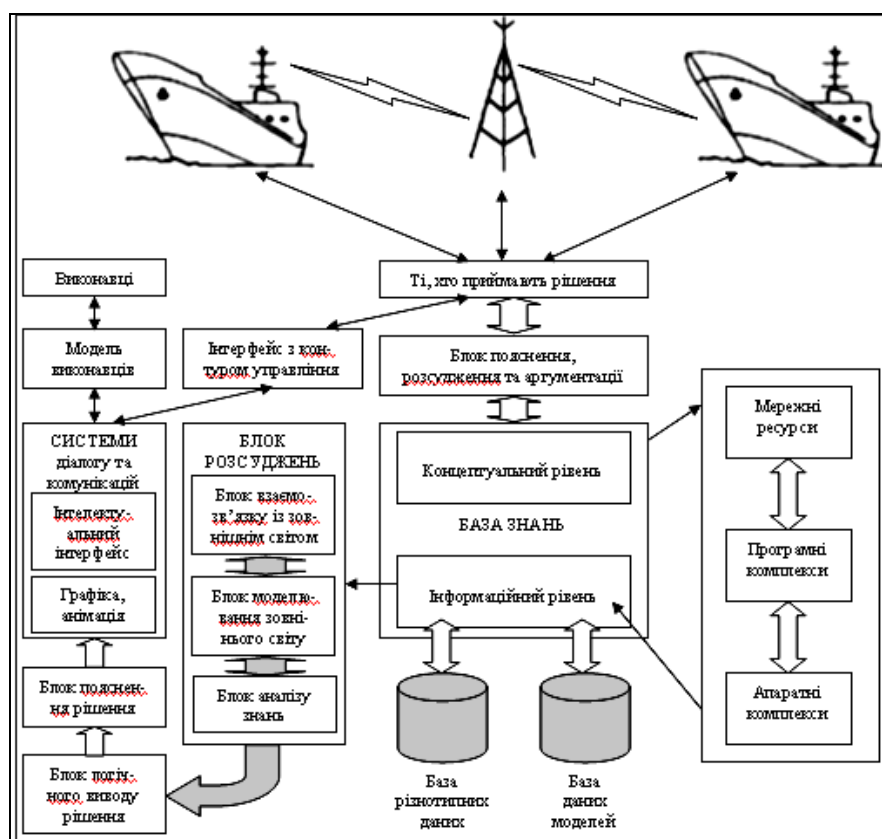 Ті, хто приймають рішення
Виконавці
Модель
виконавців
Інтерфейс з кон-
туром управління
Блок пояснення,
розсудження та аргументації
СИСТЕМИ
діалогу та
комунікацій
Інтелекту-
альний
інтерфейс
Графіка,
анімація
Блок пояснен-
ня рішення
Блок логіч-
ного виводу
рішення
БЛОК
РОЗСУДЖЕНЬ
Блок взаємо-
зв’язку із зов-
нішнім світом
Блок моделю-
вання зовні-
нього світу
Блок аналізу
знань
Концептуальний рівень
БАЗА ЗНАНЬ
Інформаційний рівень
База
різнотипних
даних
База
даних
моделей
Мережні
ресурси
Програмні
комплекси
Апаратні
комплекси